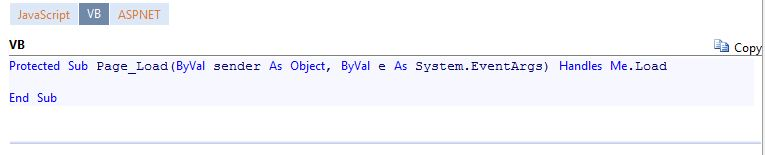 JavaScript VB ASPNET
VB Copy
Protected Sub Page_Load(ByVal sender As Object, ByVal e As System.EventArgs) Handles Me.Load
End Sub